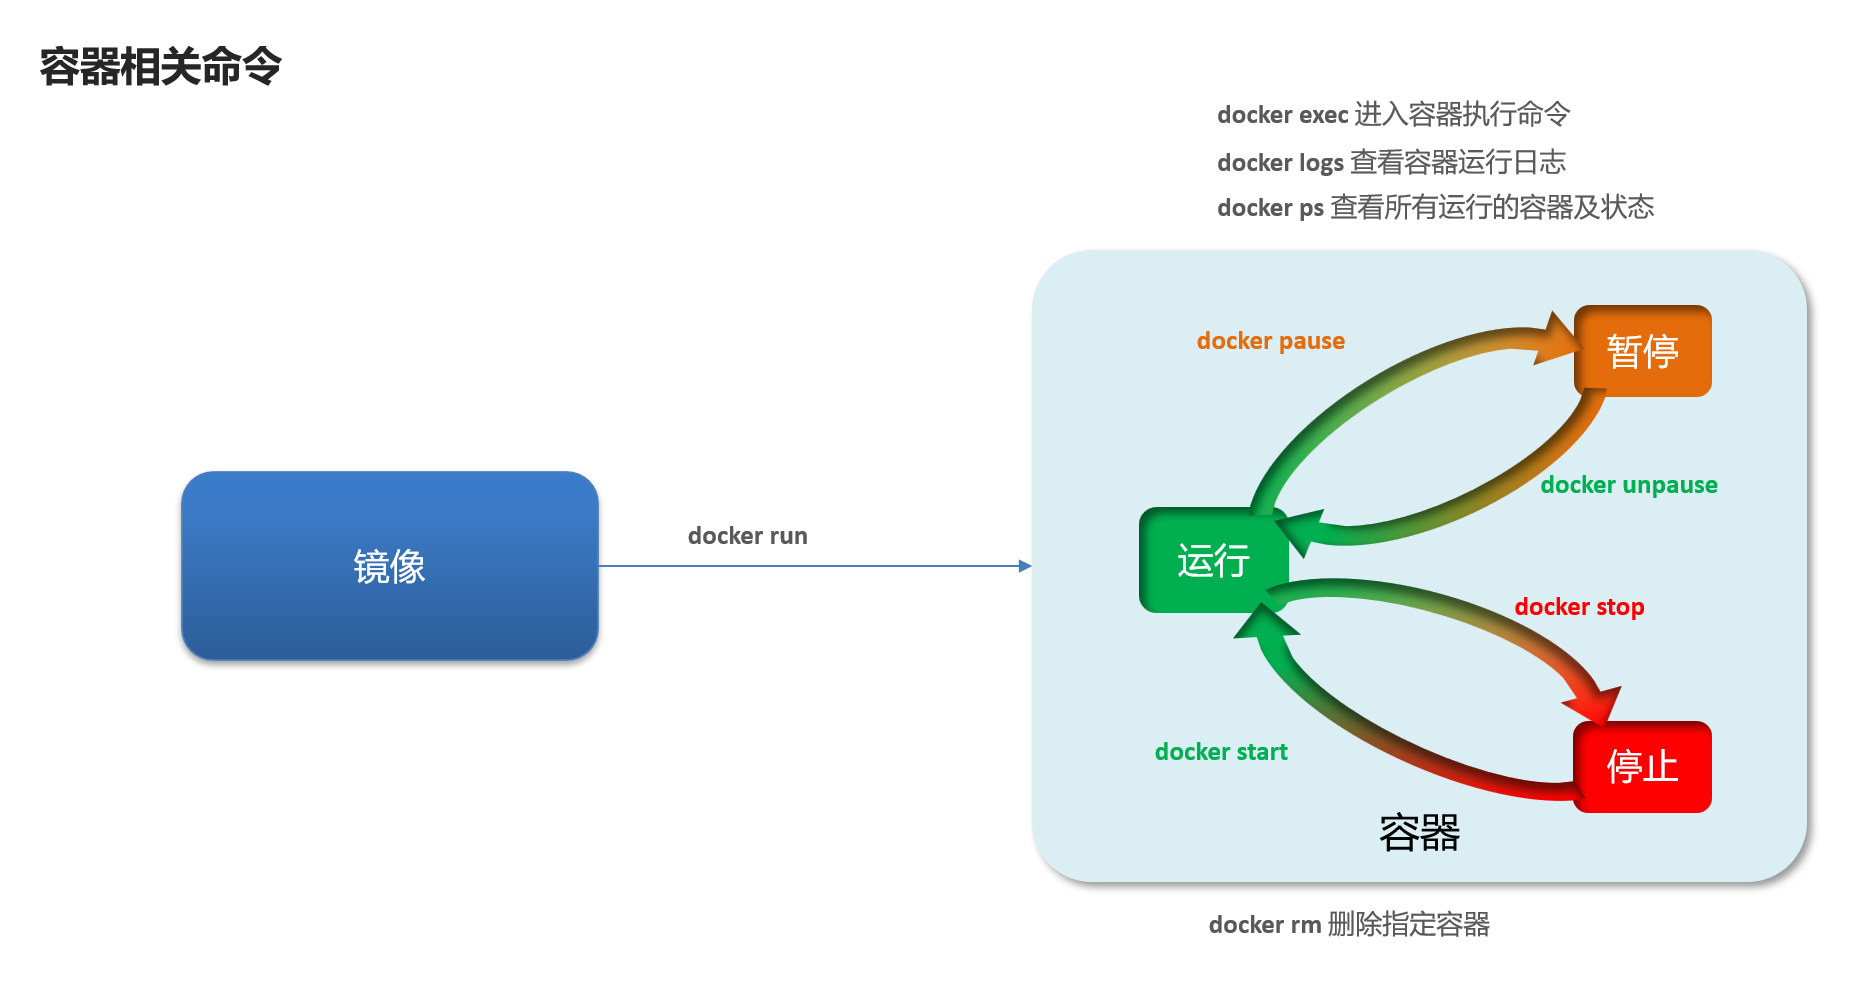 容器相关命令
docker exec 进入容器执行命令
docker logs 查看容器运行日志
docker ps 查看所有运行的容器及状态
docker pause
暂停
docker unpause
镜像
docker run
运行
docker stop
docker start
停止
容器
docker rm 删除指定容器